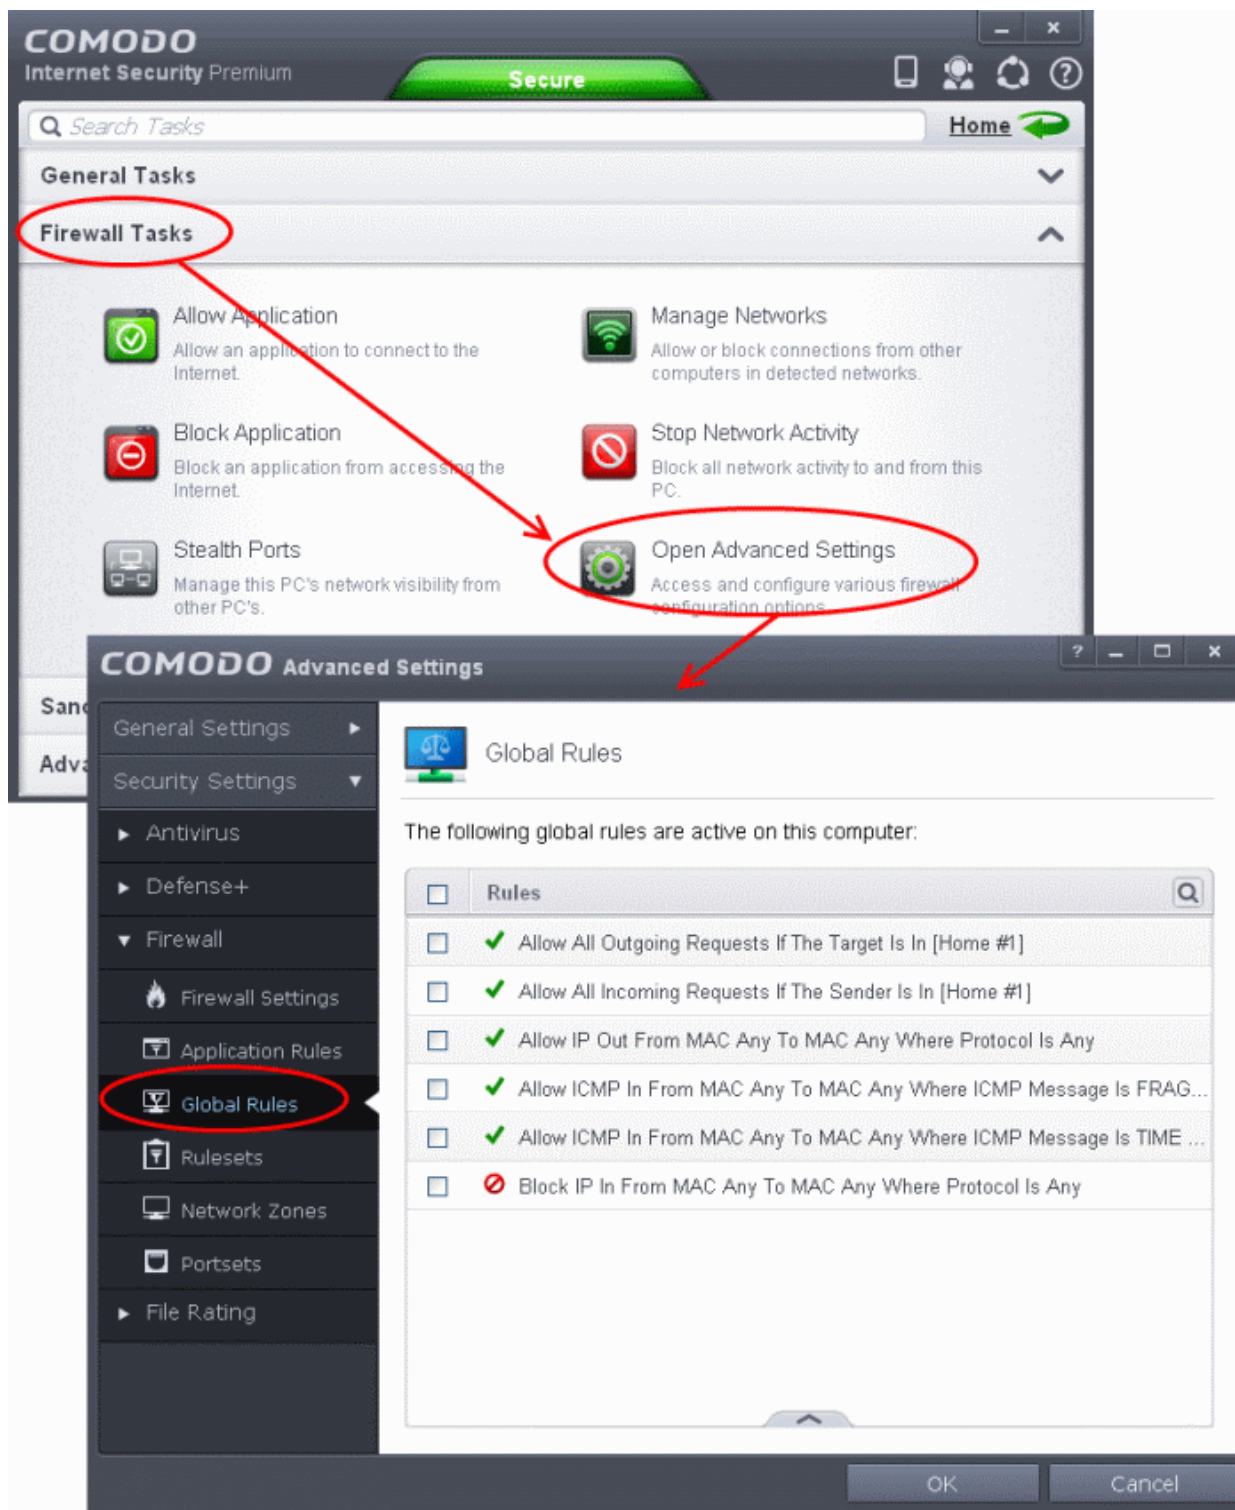 COMODO
Internet Security Premium
Secure
Search Tasks
Home
General Tasks
Firewall Tasks
Allow Application
Allow an application to connect to the
Internet.
Manage Networks
Allow or block connections from other
computers in detected networks.
Block Application
Block an application from accessing the
Internet.
Stop Network Activity
Block all network activity to and from this
PC.
Stealth Ports
Manage this PC's network visibility from
other PC's.
Open Advanced Settings
Access and configure various firewall
configuration options.
Sand
Adva
COMODO Advanced Settings
?
General Settings
Security Settings
Antivirus
Defense+
Firewall
Firewall Settings
Application Rules
Global Rules
Rulesets
Network Zones
Portsets
File Rating
Global Rules
The following global rules are active on this computer:
Rules
Allow All Outgoing Requests If The Target Is In [Home #1]
Allow All Incoming Requests If The Sender Is In [Home #1]
Allow IP Out From MAC Any To MAC Any Where Protocol Is Any
Allow ICMP In From MAC Any To MAC Any Where ICMP Message Is FRAG...
Allow ICMP In From MAC Any To MAC Any Where ICMP Message Is TIME ...
Block IP In From MAC Any To MAC Any Where Protocol Is Any
OK
Cancel